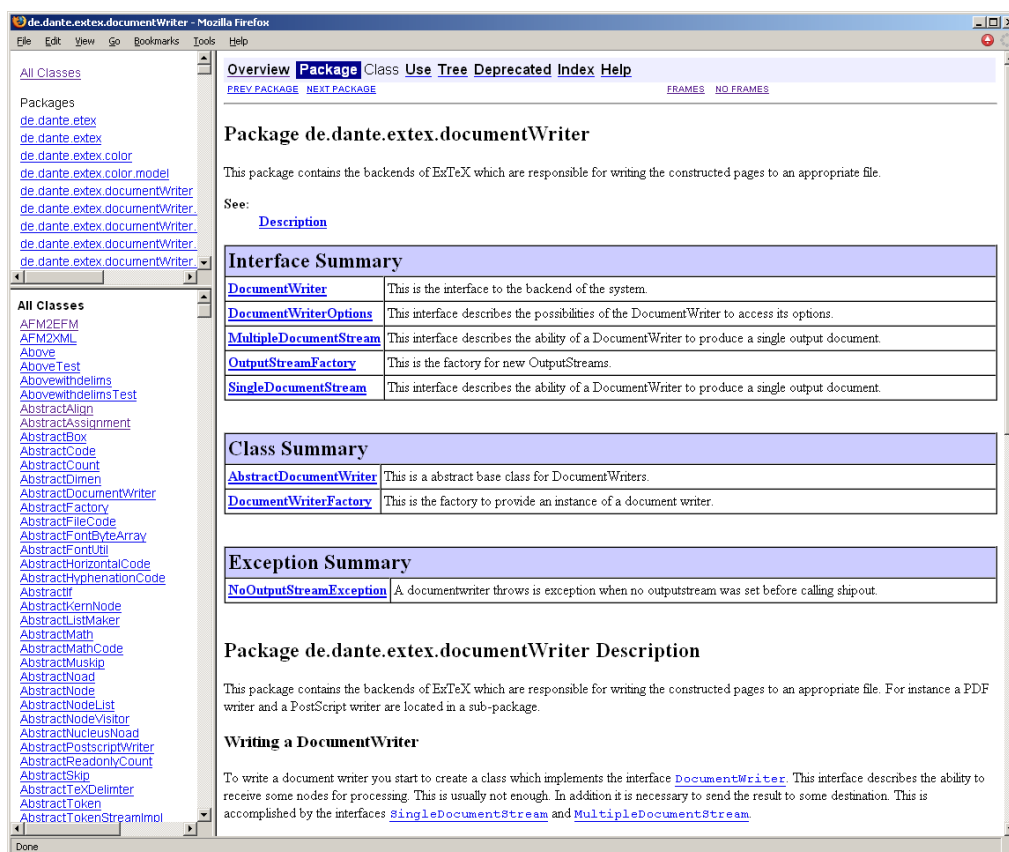 de.dante.extex.documentWriter - Mozilla Firefox
File Edit View Go Bookmarks Tools Help
All Classes
Packages
de.dante.etex
de.dante.extex
de.dante.extex.color
de.dante.extex.color.model
de.dante.extex.documentWriter
de.dante.extex.documentWriter.
de.dante.extex.documentWriter.
de.dante.extex.documentWriter.
de.dante.extex.documentWriter.
All Classes
AFM2EFM
AFM2XML
Above
AboveTest
Abovewithdelims
AbovewithdelimsTest
AbstractAlign
AbstractAssignment
AbstractBox
AbstractCode
AbstractCount
AbstractDimen
AbstractDocumentWriter
AbstractFactory
AbstractFileCode
AbstractFontByteArray
AbstractFontUtil
AbstractHorizontalCode
AbstractHyphenationCode
AbstractIf
AbstractKernNode
AbstractListMaker
AbstractMath
AbstractMathCode
AbstractMuskip
AbstractNoad
AbstractNode
AbstractNodeList
AbstractNodeVisitor
AbstractNucleusNoad
AbstractPostscriptWriter
AbstractReadonlyCount
AbstractSkip
AbstractTeXDelimter
AbstractToken
AbstractTokenStreamImpl
Overview Package Class Use Tree Deprecated Index Help
PREV PACKAGE NEXT PACKAGE FRAMES NO FRAMES
Package de.dante.extex.documentWriter
This package contains the backends of ExTeX which are responsible for writing the constructed pages to an appropriate file.
See:
Description
Interface Summary
DocumentWriter This is the interface to the backend of the system.
DocumentWriterOptions This interface describes the possibilities of the DocumentWriter to access its options.
MultipleDocumentStream This interface describes the ability of a DocumentWriter to produce a single output document.
OutputStreamFactory This is the factory for new OutputStreams.
SingleDocumentStream This interface describes the ability of a DocumentWriter to produce a single output document.
Class Summary
AbstractDocumentWriter This is a abstract base class for DocumentWriters.
DocumentWriterFactory This is the factory to provide an instance of a document writer.
Exception Summary
NoOutputStreamException A documentwriter throws is exception when no outputstream was set before calling shipout.
Package de.dante.extex.documentWriter Description
This package contains the backends of ExTeX which are responsible for writing the constructed pages to an appropriate file. For instance a PDF
writer and a PostScript writer are located in a sub-package.
Writing a DocumentWriter
To write a document writer you start to create a class which implements the interface DocumentWriter. This interface describes the ability to
receive some nodes for processing. This is usually not enough. In addition it is necessary to send the result to some destination. This is
accomplished by the interfaces SingleDocumentStream and MultipleDocumentStream.
Done